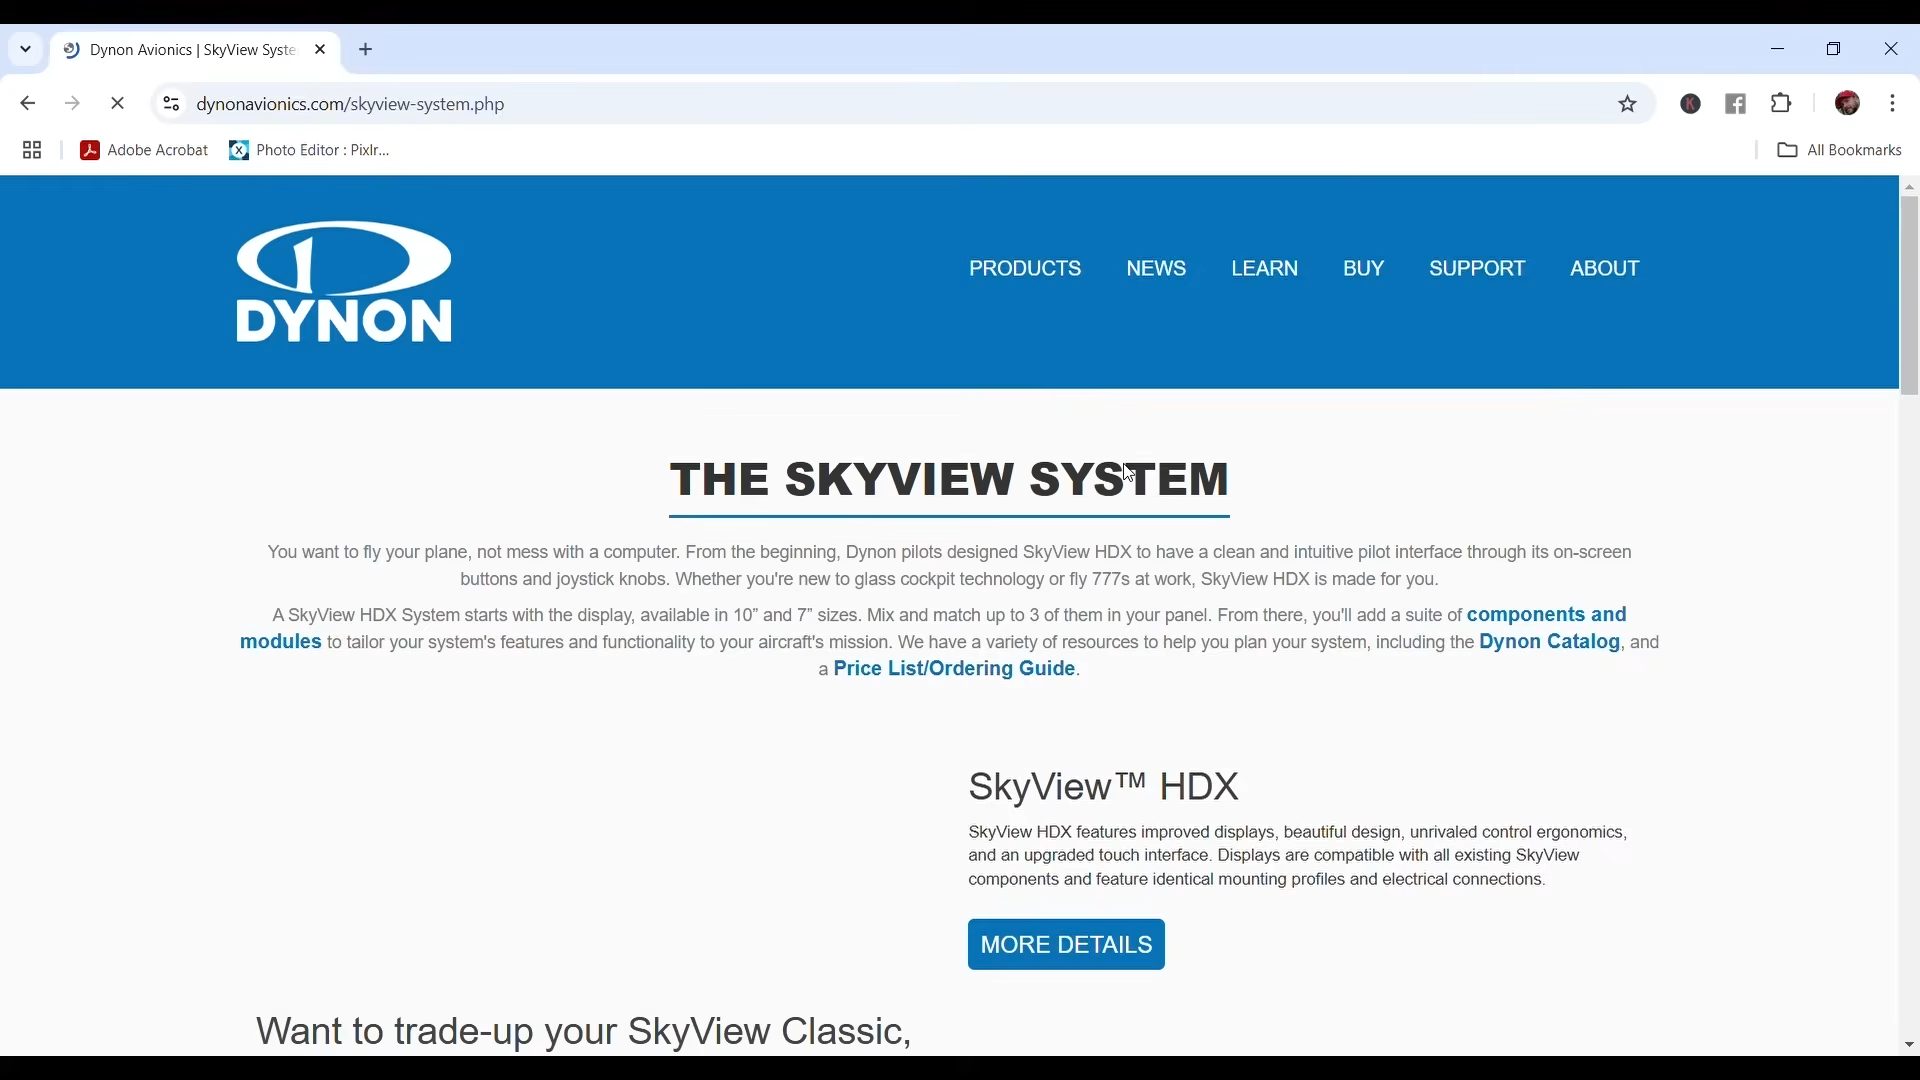 Dynon Avionics | SkyView Syste
dynonavionics.com/skyview-system.php
K
Adobe Acrobat
Photo Editor : Pixlr...
All Bookmarks
DYNON
PRODUCTS
NEWS
LEARN
BUY
SUPPORT
ABOUT
THE SKYVIEW SYSTEM
You want to fly your plane, not mess with a computer. From the beginning, Dynon pilots designed SkyView HDX to have a clean and intuitive pilot interface through its on-screen
buttons and joystick knobs. Whether you're new to glass cockpit technology or fly 777s at work, SkyView HDX is made for you.
A SkyView HDX System starts with the display, available in 10” and 7” sizes. Mix and match up to 3 of them in your panel. From there, you'll add a suite of components and
modules to tailor your system's features and functionality to your aircraft's mission. We have a variety of resources to help you plan your system, including the Dynon Catalog, and
a Price List/Ordering Guide.
SkyView™ HDX
SkyView HDX features improved displays, beautiful design, unrivaled control ergonomics,
and an upgraded touch interface. Displays are compatible with all existing SkyView
components and feature identical mounting profiles and electrical connections.
MORE DETAILS
Want to trade-up your SkyView Classic,